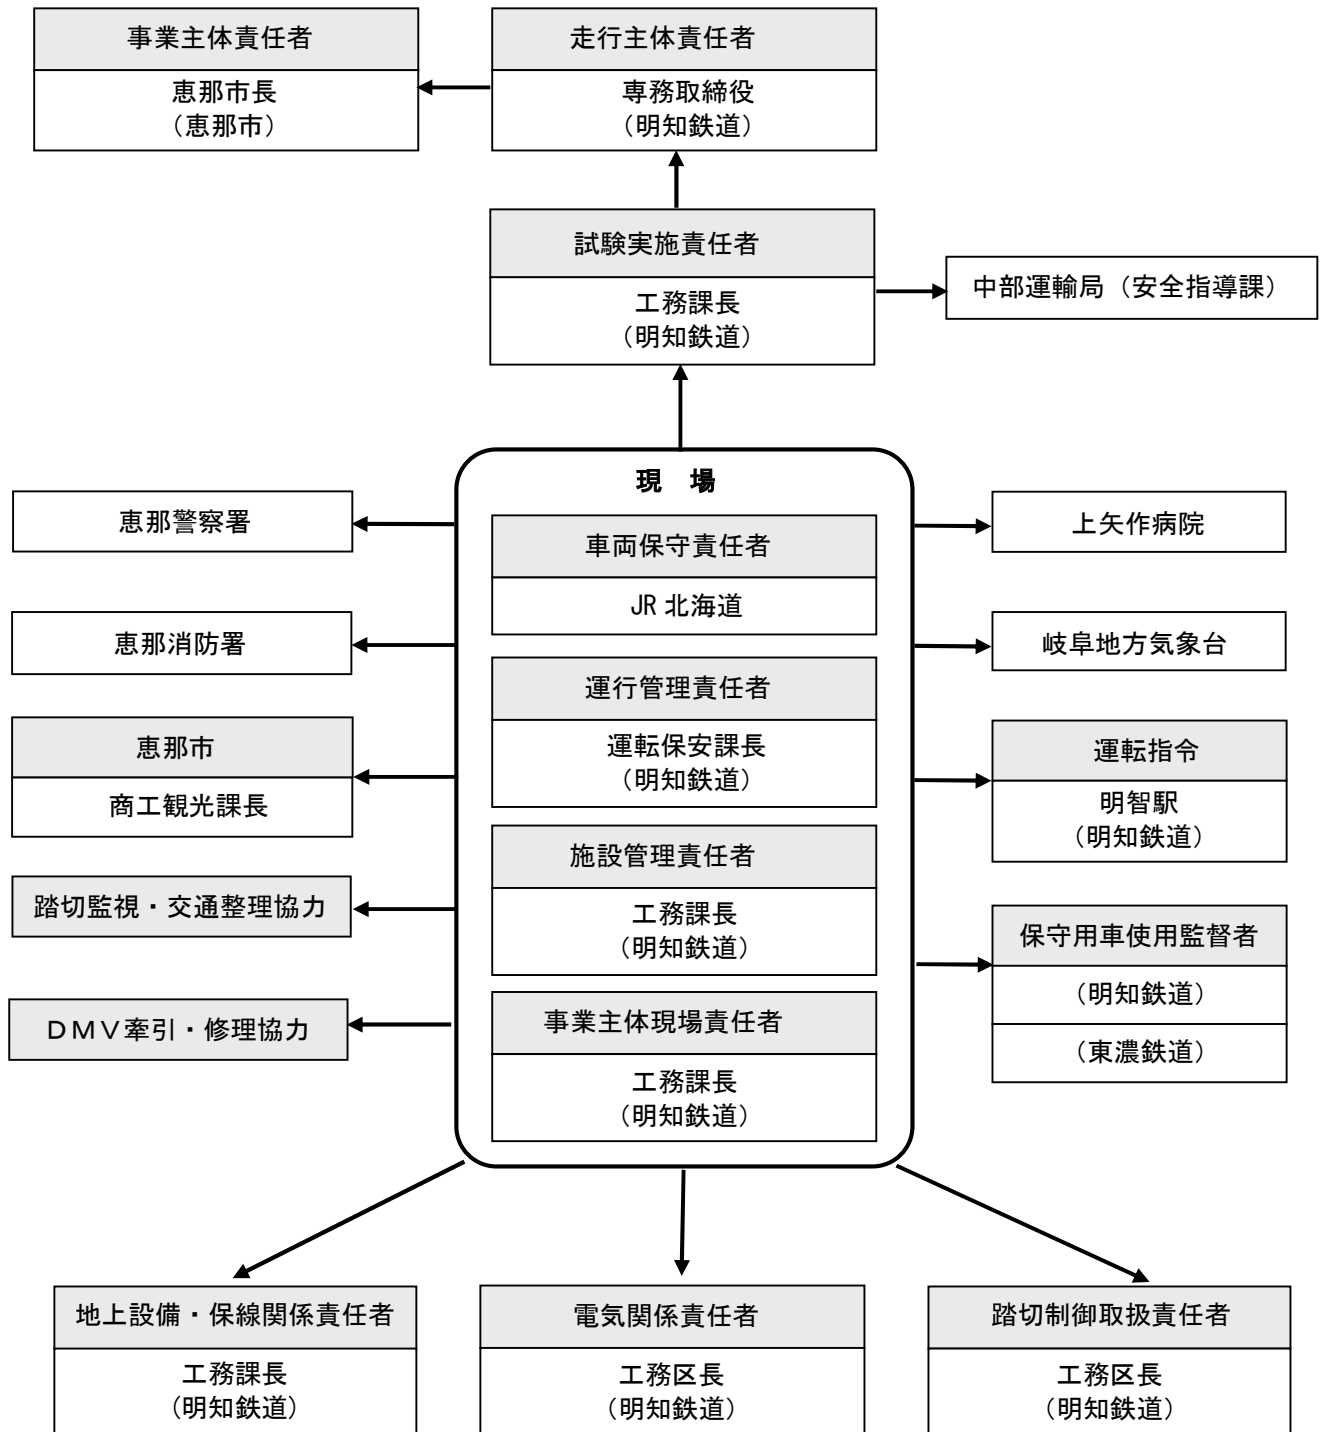 事業主体責任者
恵那市長
（恵那市）
走行主体責任者
専務取締役
（明知鉄道）
試験実施責任者
工務課長
（明知鉄道）
中部運輸局（安全指導課）
現　場
車両保守責任者
JR 北海道
運行管理責任者
運転保安課長
（明知鉄道）
施設管理責任者
工務課長
（明知鉄道）
事業主体現場責任者
工務課長
（明知鉄道）
恵那警察署
恵那消防署
恵那市
商工観光課長
踏切監視・交通整理協力
ＤＭＶ牽引・修理協力
上矢作病院
岐阜地方気象台
運転指令
明智駅
（明知鉄道）
保守用車使用監督者
（明知鉄道）
（東濃鉄道）
地上設備・保線関係責任者
工務課長
（明知鉄道）
電気関係責任者
工務区長
（明知鉄道）
踏切制御取扱責任者
工務区長
（明知鉄道）